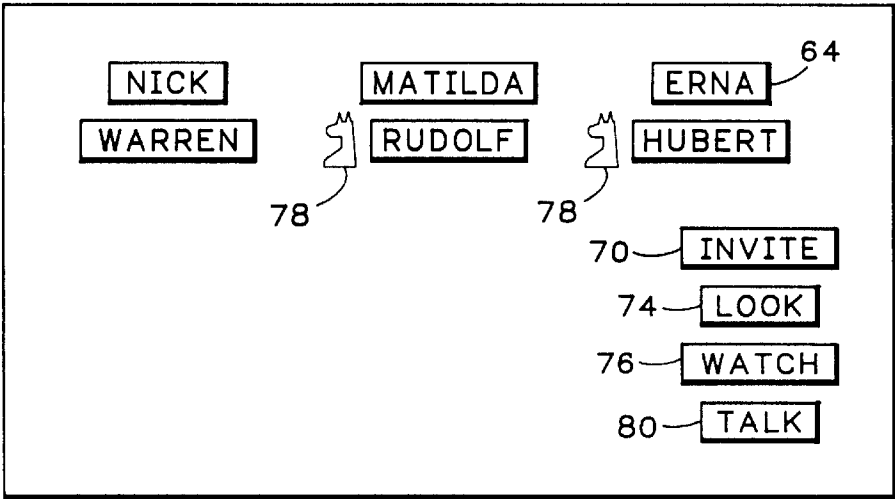 64
NICK MATILDA ERNA
WARREN RUDOLF HUBERT
78 78
70 INVITE
74 LOOK
76 WATCH
80 TALK